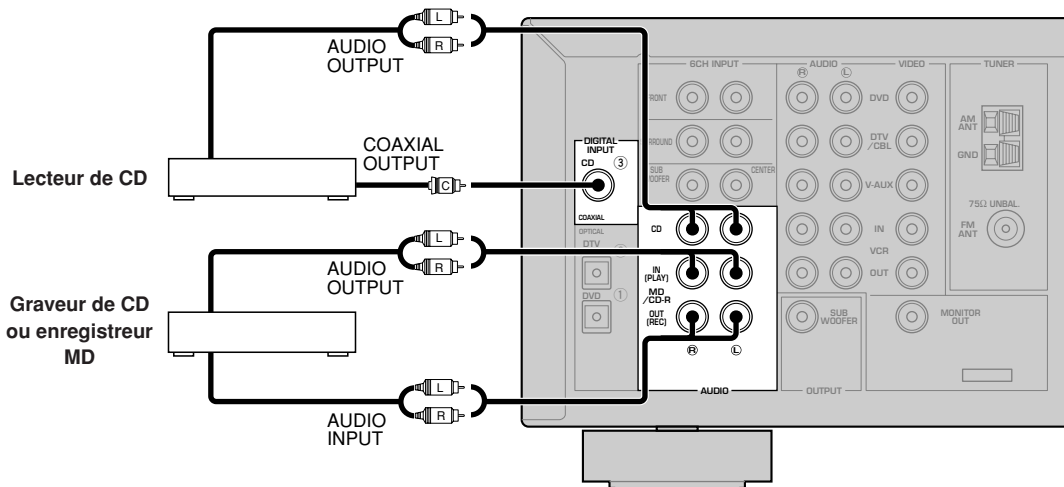 L
R
AUDIO
OUTPUT
COAXIAL
OUTPUT
C
Lecteur de CD
L
R
AUDIO
OUTPUT
Graveur de CD
ou enregistreur
MD
L
R
AUDIO
INPUT
6CH INPUT
FRONT
SURROUND
SUB
WOOFER
CENTER
DIGITAL
INPUT
CD
③
COAXIAL
OPTICAL
DTV
②
DVD
①
CD
IN
(PLAY)
MD
/CD-R
OUT
(REC)
R
L
AUDIO
AUDIO
VIDEO
R
L
DVD
DTV
/CBL
V-AUX
IN
VCR
OUT
SUB
WOOFER
OUTPUT
MONITOR
OUT
TUNER
AM
ANT
GND
75Ω UNBAL.
FM
ANT